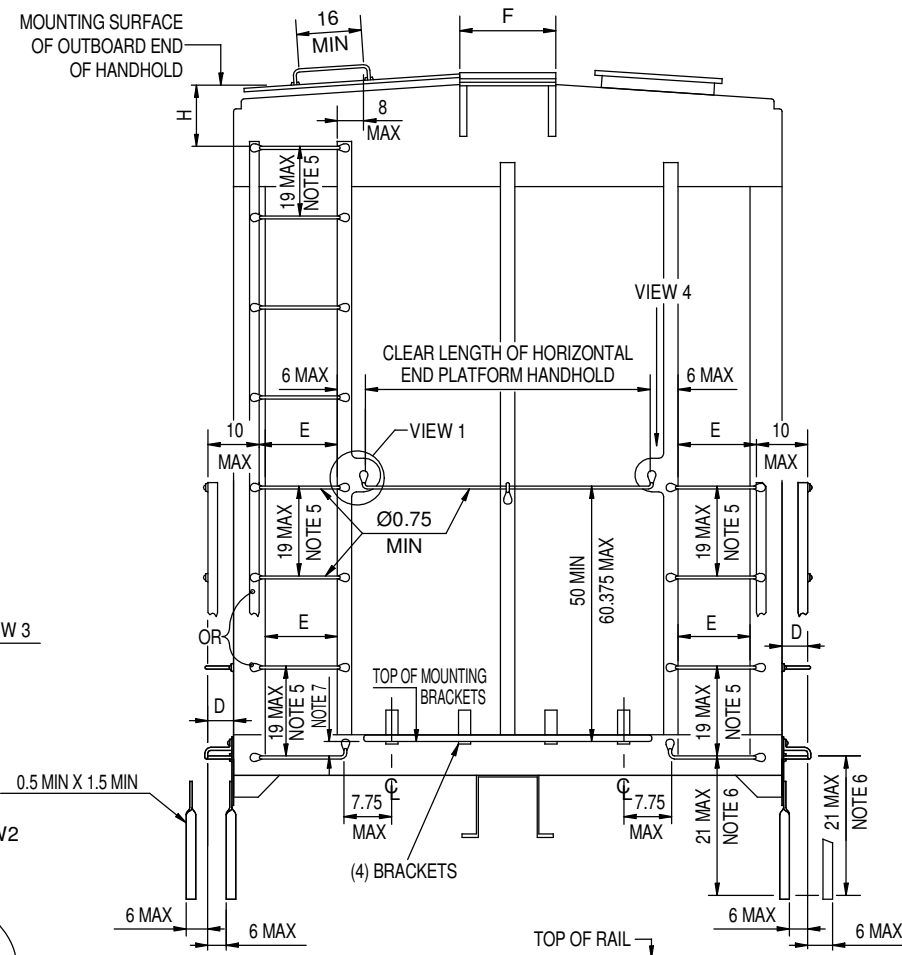 MOUNTING SURFACE
OF OUTBOARD END
OF HANDHOLD
16
MIN
F
H
8
MAX
19 MAX
NOTE 5
VIEW 4
CLEAR LENGTH OF HORIZONTAL
END PLATFORM HANDHOLD
6 MAX
6 MAX
VIEW 1
10
MAX
E
E
10
MAX
19 MAX
NOTE 5
Ø0.75
MIN
50 MIN
60.375 MAX
19 MAX
NOTE 5
W 3
OR
E
E
D
D
19 MAX
NOTE 5
NOTE 7
TOP OF MOUNTING
BRACKETS
19 MAX
NOTE 5
0.5 MIN X 1.5 MIN
W2
CL
CL
7.75
MAX
7.75
MAX
(4) BRACKETS
21 MAX
NOTE 6
21 MAX
NOTE 6
6 MAX
6 MAX
6 MAX
6 MAX
TOP OF RAIL